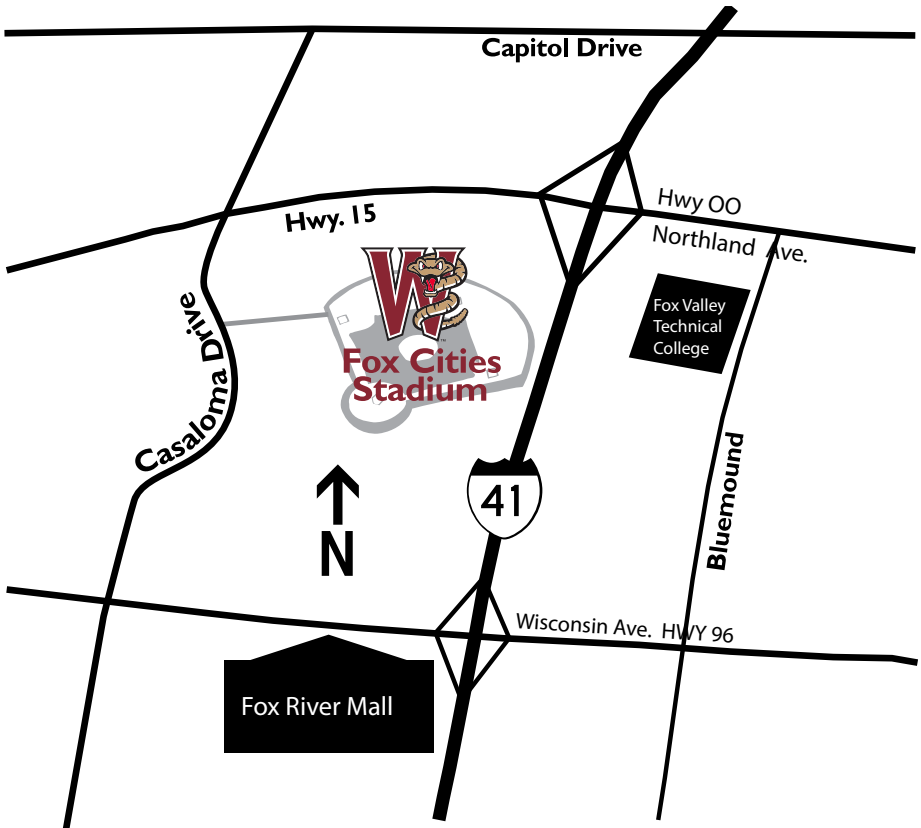 Capitol Drive
Hwy OO
Hwy. 15
Northland Ave.
W
™
Fox Valley
Technical
College
Casaloma Drive
Fox Cities
Stadium
Bluemound
41
N
Wisconsin Ave. HWY 96
Fox River Mall